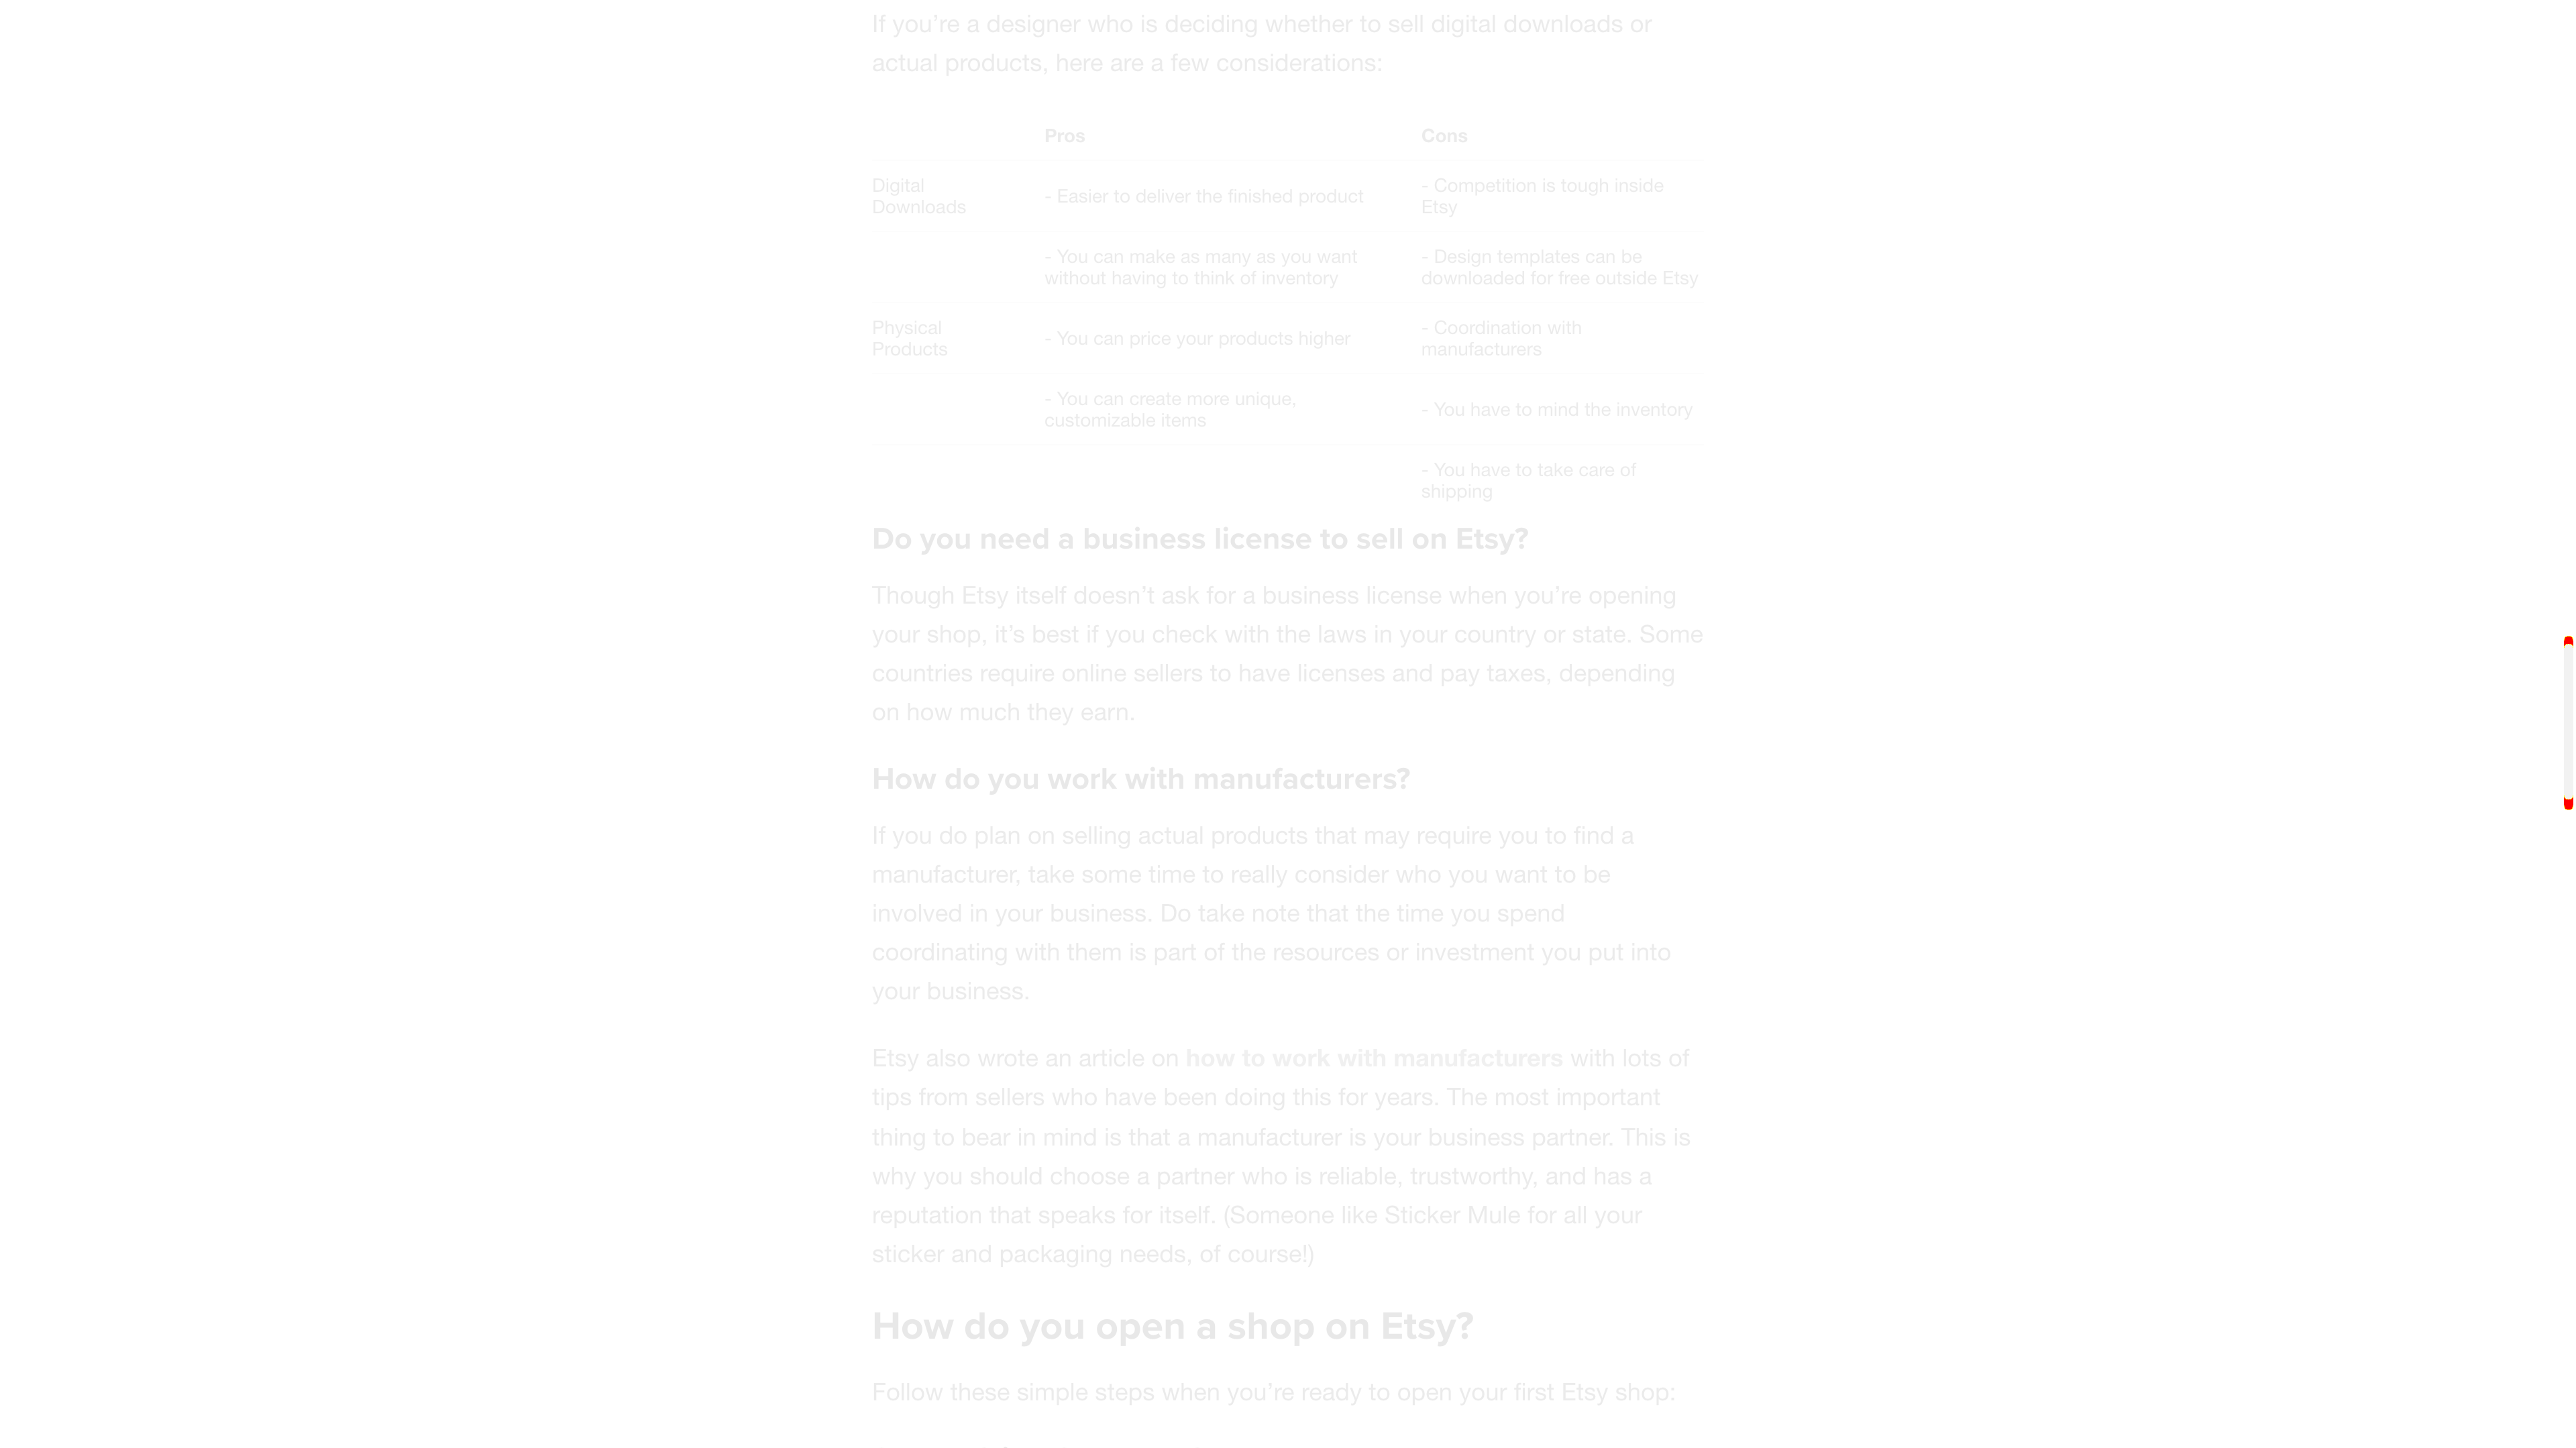 If you’re a designer who is deciding whether to sell digital downloads or
actual products, here are a few considerations:
Pros Cons
Digital
Downloads
- Easier to deliver the finished product
- Competition is tough inside
Etsy
- You can make as many as you want
without having to think of inventory
- Design templates can be
downloaded for free outside Etsy
Physical
Products
- You can price your products higher
- Coordination with
manufacturers
- You can create more unique,
customizable items
- You have to mind the inventory
- You have to take care of
shipping
Do you need a business license to sell on Etsy?
Though Etsy itself doesn’t ask for a business license when you’re opening
your shop, it’s best if you check with the laws in your country or state. Some
countries require online sellers to have licenses and pay taxes, depending
on how much they earn.
How do you work with manufacturers?
If you do plan on selling actual products that may require you to find a
manufacturer, take some time to really consider who you want to be
involved in your business. Do take note that the time you spend
coordinating with them is part of the resources or investment you put into
your business.
Etsy also wrote an article on how to work with manufacturers with lots of
tips from sellers who have been doing this for years. The most important
thing to bear in mind is that a manufacturer is your business partner. This is
why you should choose a partner who is reliable, trustworthy, and has a
reputation that speaks for itself. (Someone like Sticker Mule for all your
sticker and packaging needs, of course!)
How do you open a shop on Etsy?
Follow these simple steps when you’re ready to open your first Etsy shop: